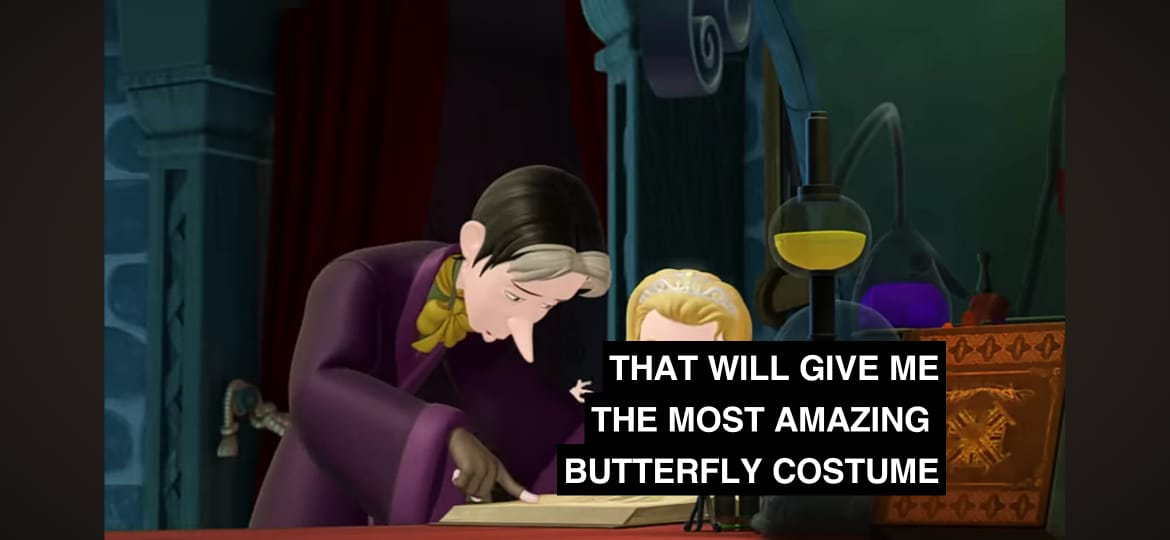 THAT WILL GIVE ME
THE MOST AMAZING
BUTTERFLY COSTUME